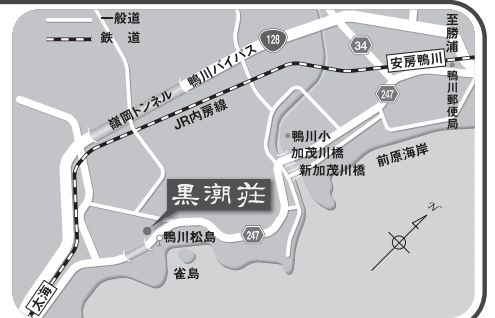 一般道
鉄 道
至勝浦
128
34
鴨川バイパス
安房鴨川
嶺岡トンネル
JR内房線
247
鴨川郵便局
鴨川小
加茂川橋
新加茂川橋
前原海岸
黒潮荘
鴨川松島
247
雀島
太海
N